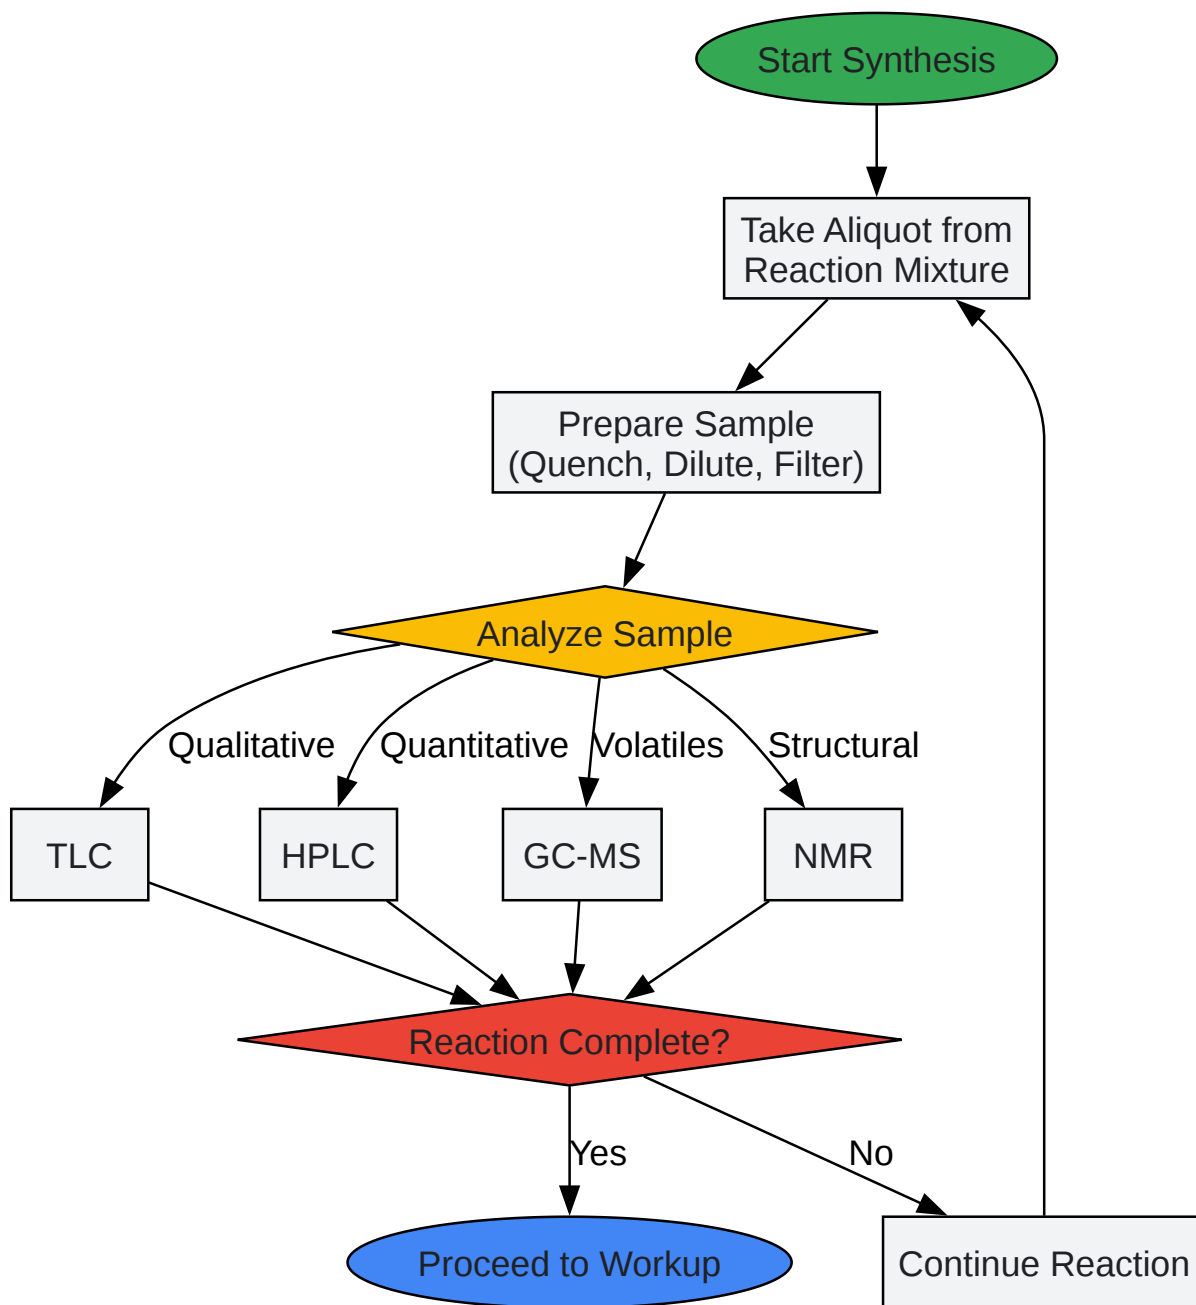 Start Synthesis
Take Aliquot from
Reaction Mixture
Prepare Sample
(Quench, Dilute, Filter)
Analyze Sample
Qualitative
Quantitative
Volatiles
Structural
TLC
HPLC
GC-MS
NMR
Reaction Complete?
Yes
No
Proceed to Workup
Continue Reaction